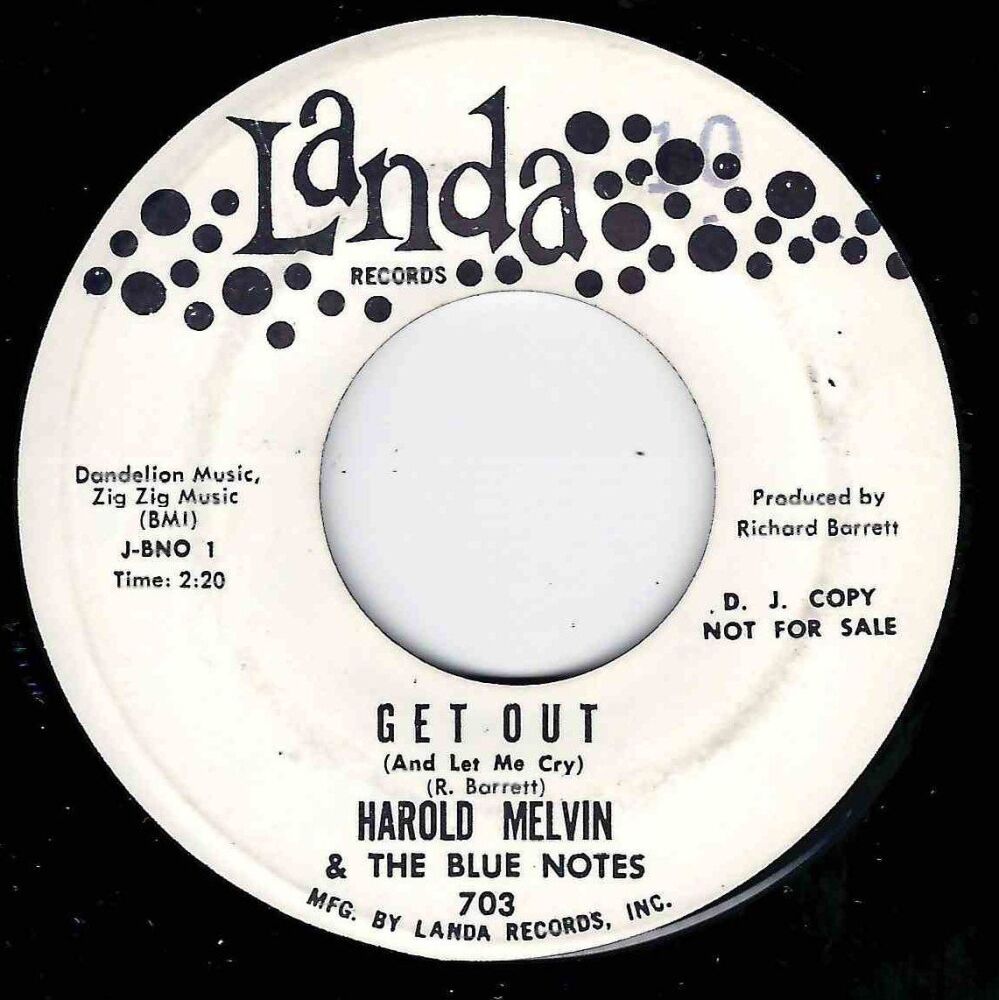 Landa
RECORDS
10
Dandelion Music,
Zig Zig Music
(BMI)
J-BNO 1
Time: 2:20
Produced by
Richard Barrett
D. J. COPY
NOT FOR SALE
GET OUT
(And Let Me Cry)
(R. Barrett)
HAROLD MELVIN
& THE BLUE NOTES
703
MFG. BY LANDA RECORDS, INC.